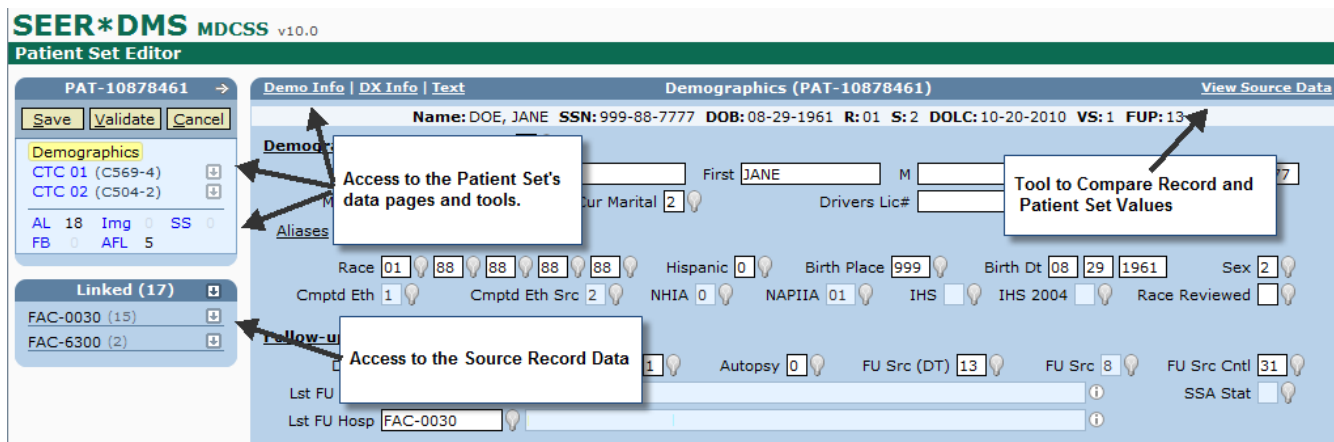 SEER*DMS MDCSS v10.0
Patient Set Editor
PAT-10878461
Save Validate Cancel
Demographics
CTC 01 (C569-4)
CTC 02 (C504-2)
AL 18 Img 0 SS 0
FB 0 AFL 5
Linked (17)
FAC-0030 (15)
FAC-6300 (2)
Demo Info | DX Info | Text Demographics (PAT-10878461) View Source Data
Name: DOE, JANE SSN: 999-88-7777 DOB: 08-29-1961 R: 01 S: 2 DOLC: 10-20-2010 VS: 1 FUP: 13
First JANE M
Cur Marital 2 Drivers Lic#
Aliases
Access to the Patient Set's
data pages and tools.
Tool to Compare Record and
Patient Set Values
Race 01 88 88 88 88 Hispanic 0 Birth Place 999 Birth Dt 08 29 1961 Sex 2
Cmptd Eth 1 Cmptd Eth Src 2 NHIA 0 NAPIIA 01 IHS IHS 2004 Race Reviewed
Access to the Source Record Data
1 Autopsy 0 FU Src (DT) 13 FU Src 8 FU Src Cntl 31
Lst FU SSA Stat
Lst FU Hosp FAC-0030